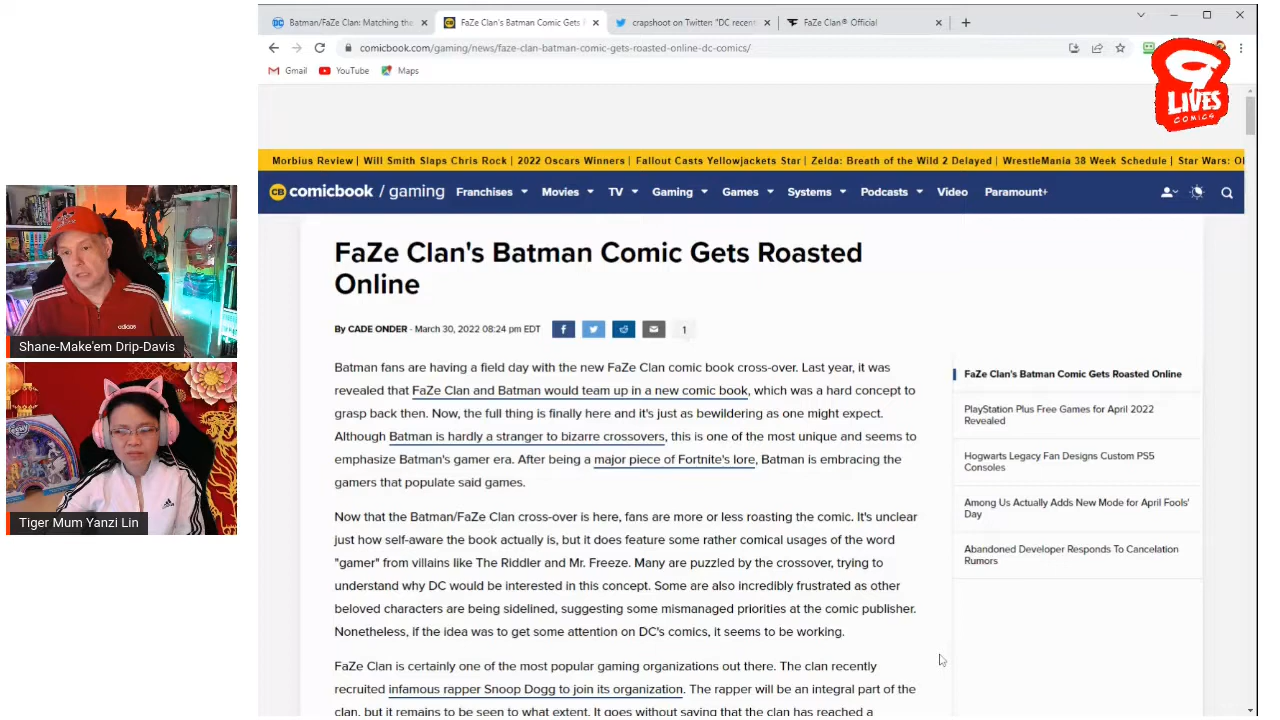 Batman/FaZe Clan: Matching the
FaZe Clan's Batman Comic Gets
crapshoot on Twitter: "DC recent
FaZe Clan® Official
comicbook.com/gaming/news/faze-clan-batman-comic-gets-roasted-online-dc-comics/
Gmail
YouTube
Maps
9
LIVES
COMICS
Morbius Review | Will Smith Slaps Chris Rock | 2022 Oscars Winners | Fallout Casts Yellowjackets Star | Zelda: Breath of the Wild 2 Delayed | WrestleMania 38 Week Schedule | Star Wars: Ol
CB comicbook / gaming
Franchises
Movies
TV
Gaming
Games
Systems
Podcasts
Video
Paramount+
FaZe Clan's Batman Comic Gets Roasted
Online
By CADE ONDER - March 30, 2022 08:24 pm EDT
1
Batman fans are having a field day with the new FaZe Clan comic book cross-over. Last year, it was
revealed that FaZe Clan and Batman would team up in a new comic book, which was a hard concept to
grasp back then. Now, the full thing is finally here and it's just as bewildering as one might expect.
Although Batman is hardly a stranger to bizarre crossovers, this is one of the most unique and seems to
emphasize Batman's gamer era. After being a major piece of Fortnite's lore, Batman is embracing the
gamers that populate said games.
Now that the Batman/FaZe Clan cross-over is here, fans are more or less roasting the comic. It's unclear
just how self-aware the book actually is, but it does feature some rather comical usages of the word
"gamer" from villains like The Riddler and Mr. Freeze. Many are puzzled by the crossover, trying to
understand why DC would be interested in this concept. Some are also incredibly frustrated as other
beloved characters are being sidelined, suggesting some mismanaged priorities at the comic publisher.
Nonetheless, if the idea was to get some attention on DC's comics, it seems to be working.
FaZe Clan is certainly one of the most popular gaming organizations out there. The clan recently
recruited infamous rapper Snoop Dogg to join its organization. The rapper will be an integral part of the
clan, but it remains to be seen to what extent. It goes without saying that the clan has reached a
FaZe Clan's Batman Comic Gets Roasted Online
PlayStation Plus Free Games for April 2022
Revealed
Hogwarts Legacy Fan Designs Custom PS5
Consoles
Among Us Actually Adds New Mode for April Fools'
Day
Abandoned Developer Responds To Cancelation
Rumors
adidas
Shane-Make'em Drip-Davis
adidas
Tiger Mum Yanzi Lin